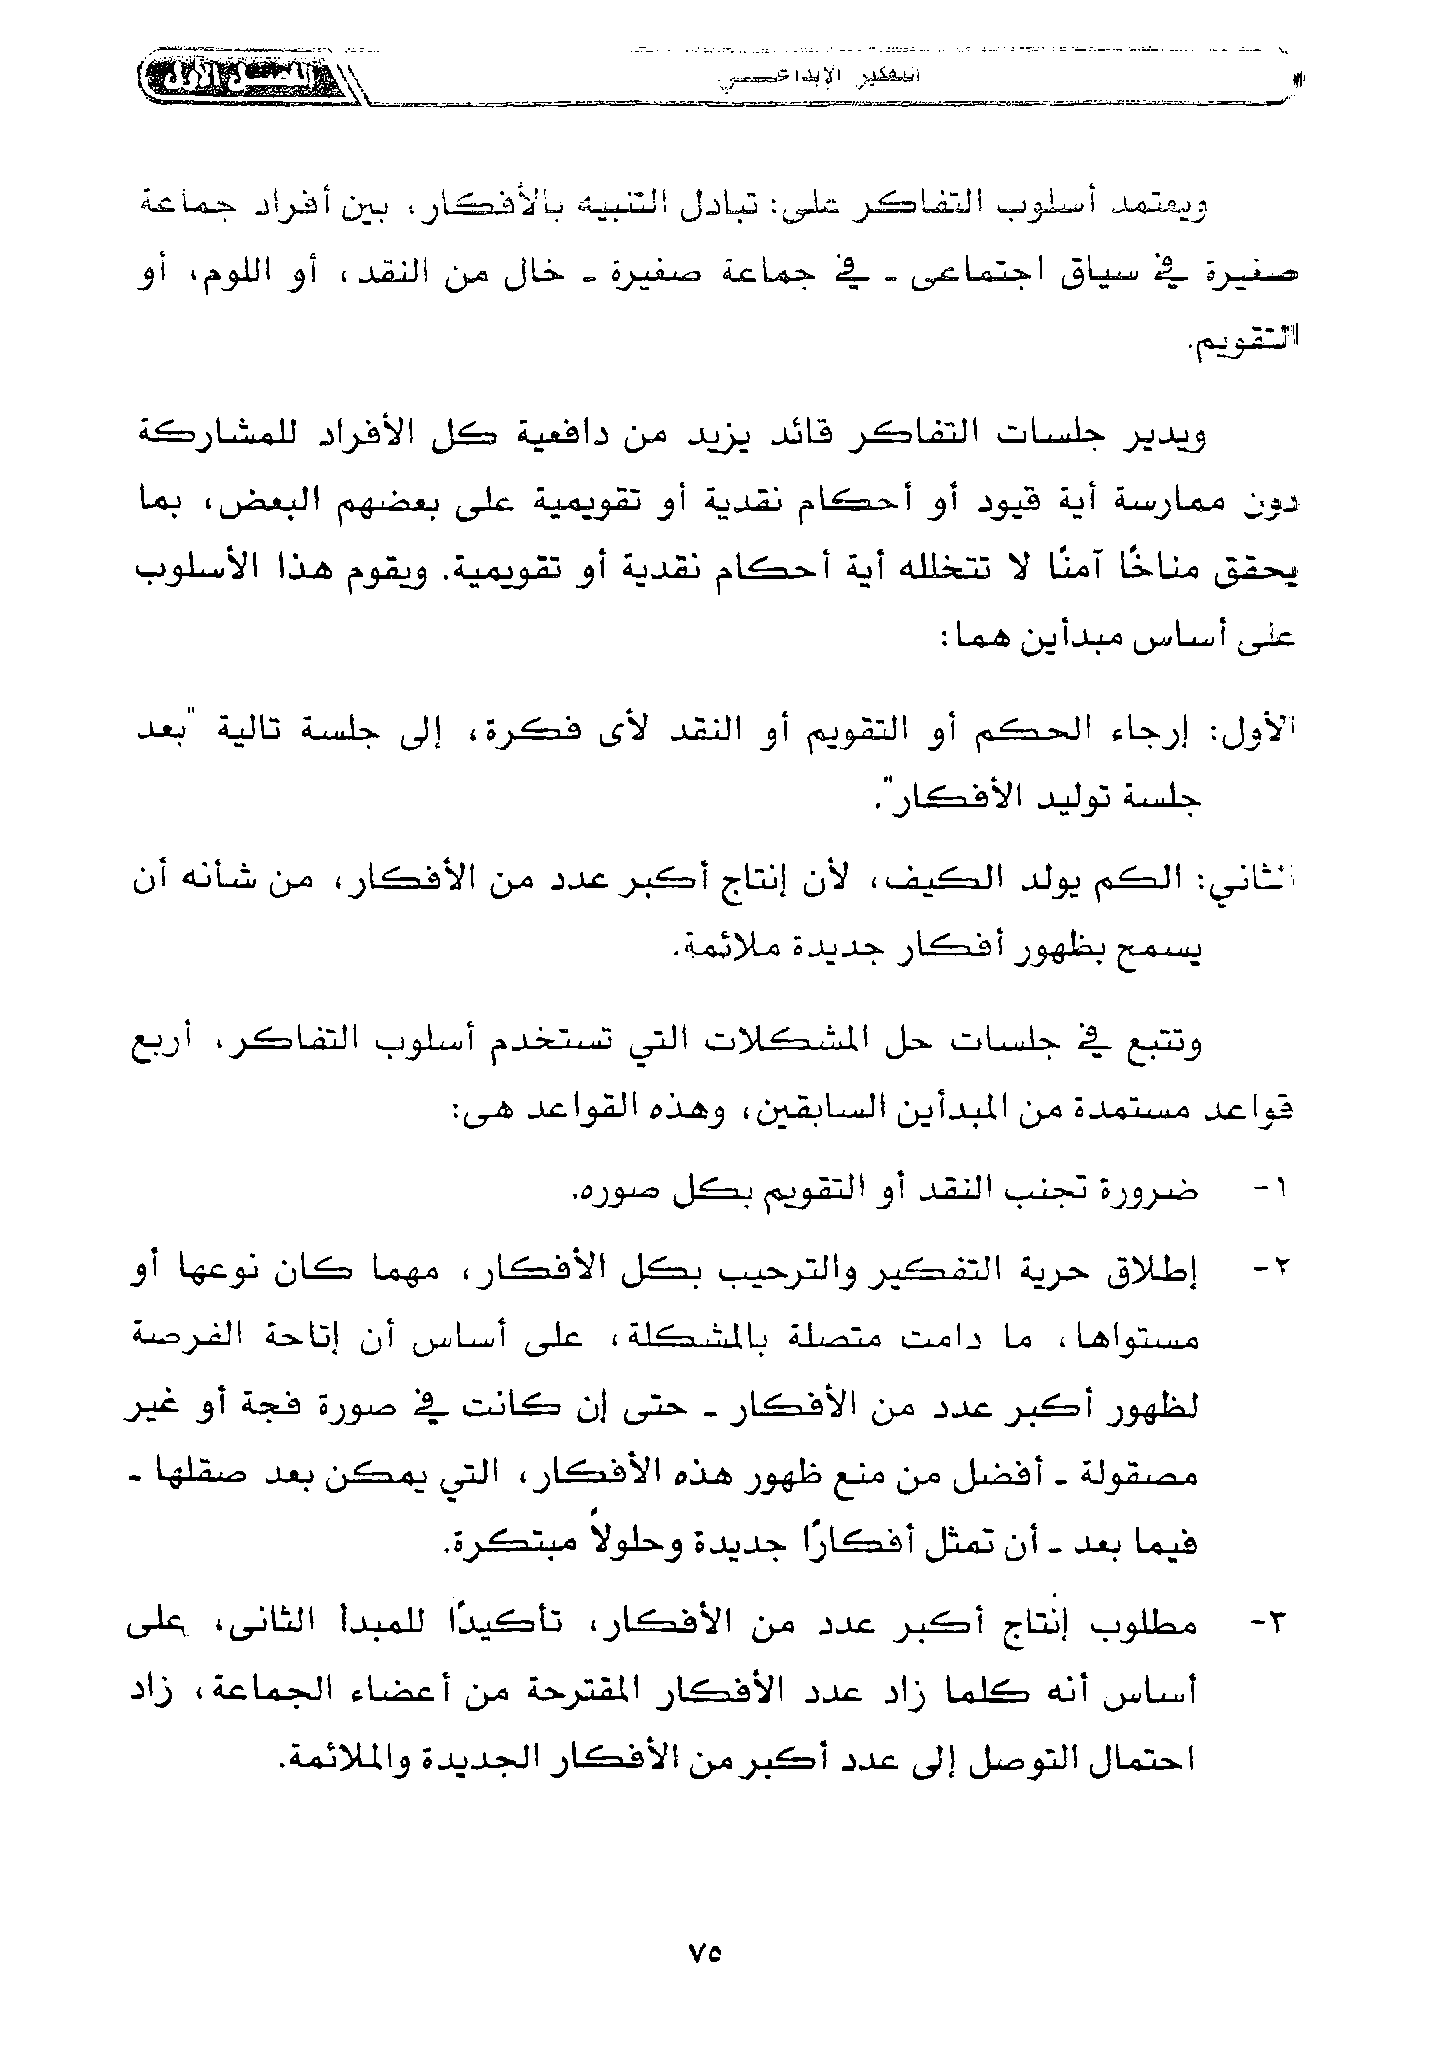 التفكير الإبداعي
الفصل الأول
ويعتمد أسلوب التفاكر على: تبادل التنبيه بالأفكار، بين أفراد جماعة
صغيرة في سياق اجتماعى - في جماعة صغيرة - خال من النقد، أو اللوم، أو
التقويم.
ويدير جلسات التفاكر قائد يزيد من دافعية كل الأفراد للمشاركة
دون ممارسة أية قيود أو أحكام نقدية أو تقويمية على بعضهم البعض، بما
يحقق مناخًا آمنًا لا تتخلله أية أحكام نقدية أو تقويمية. ويقوم هذا الأسلوب
على أساس مبدأين هما:
الأول: إرجاء الحكم أو التقويم أو النقد لأى فكرة، إلى جلسة تالية "بعد
جلسة توليد الأفكار".
الثاني: الكم يولد الكيف، لأن إنتاج أكبر عدد من الأفكار، من شأنه أن
يسمح بظهور أفكار جديدة ملائمة.
وتتبع في جلسات حل المشكلات التي تستخدم أسلوب التفاكر، أربع
قواعد مستمدة من المبدأين السابقين، وهذه القواعد هى:
١- ضرورة تجنب النقد أو التقويم بكل صوره.
٢- إطلاق حرية التفكير والترحيب بكل الأفكار، مهما كان نوعها أو
مستواها، ما دامت متصلة بالمشكلة، على أساس أن إتاحة الفرصة
لظهور أكبر عدد من الأفكار - حتى إن كانت في صورة فجة أو غير
مصقولة - أفضل من منع ظهور هذه الأفكار، التي يمكن بعد صقلها -
فيما بعد - أن تمثل أفكارًا جديدة وحلولاً مبتكرة.
٣- مطلوب إنتاج أكبر عدد من الأفكار، تأكيدًا للمبدأ الثانى، على
أساس أنه كلما زاد عدد الأفكار المقترحة من أعضاء الجماعة، زاد
احتمال التوصل إلى عدد أكبر من الأفكار الجديدة والملائمة.
٧٥